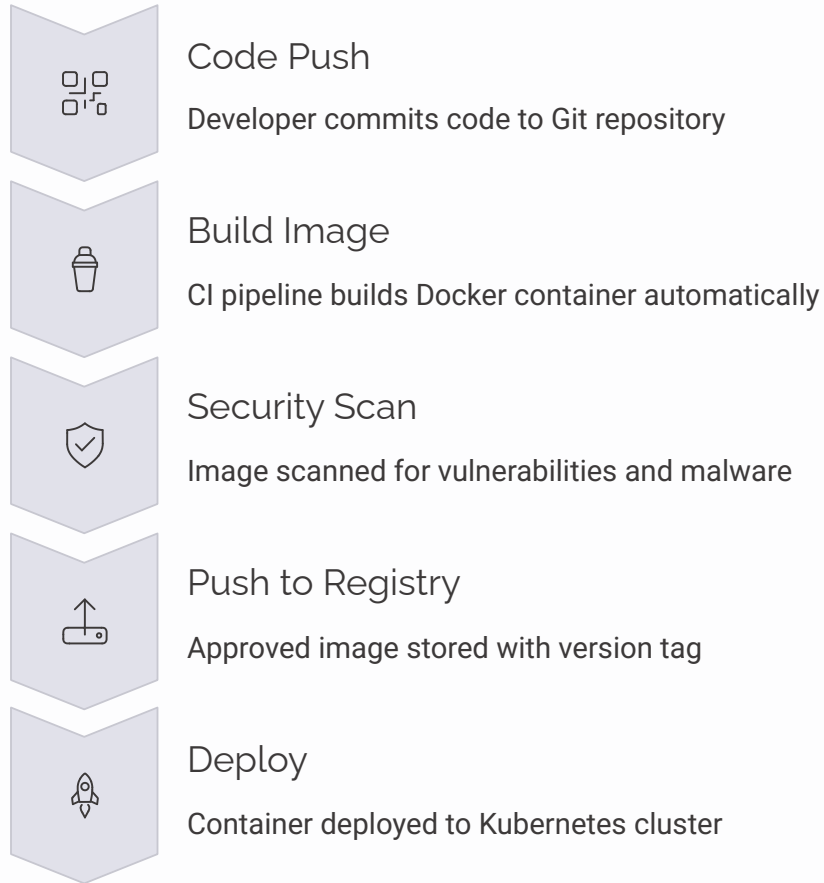 Code Push
Developer commits code to Git repository
Build Image
CI pipeline builds Docker container automatically
Security Scan
Image scanned for vulnerabilities and malware
Push to Registry
Approved image stored with version tag
Deploy
Container deployed to Kubernetes cluster